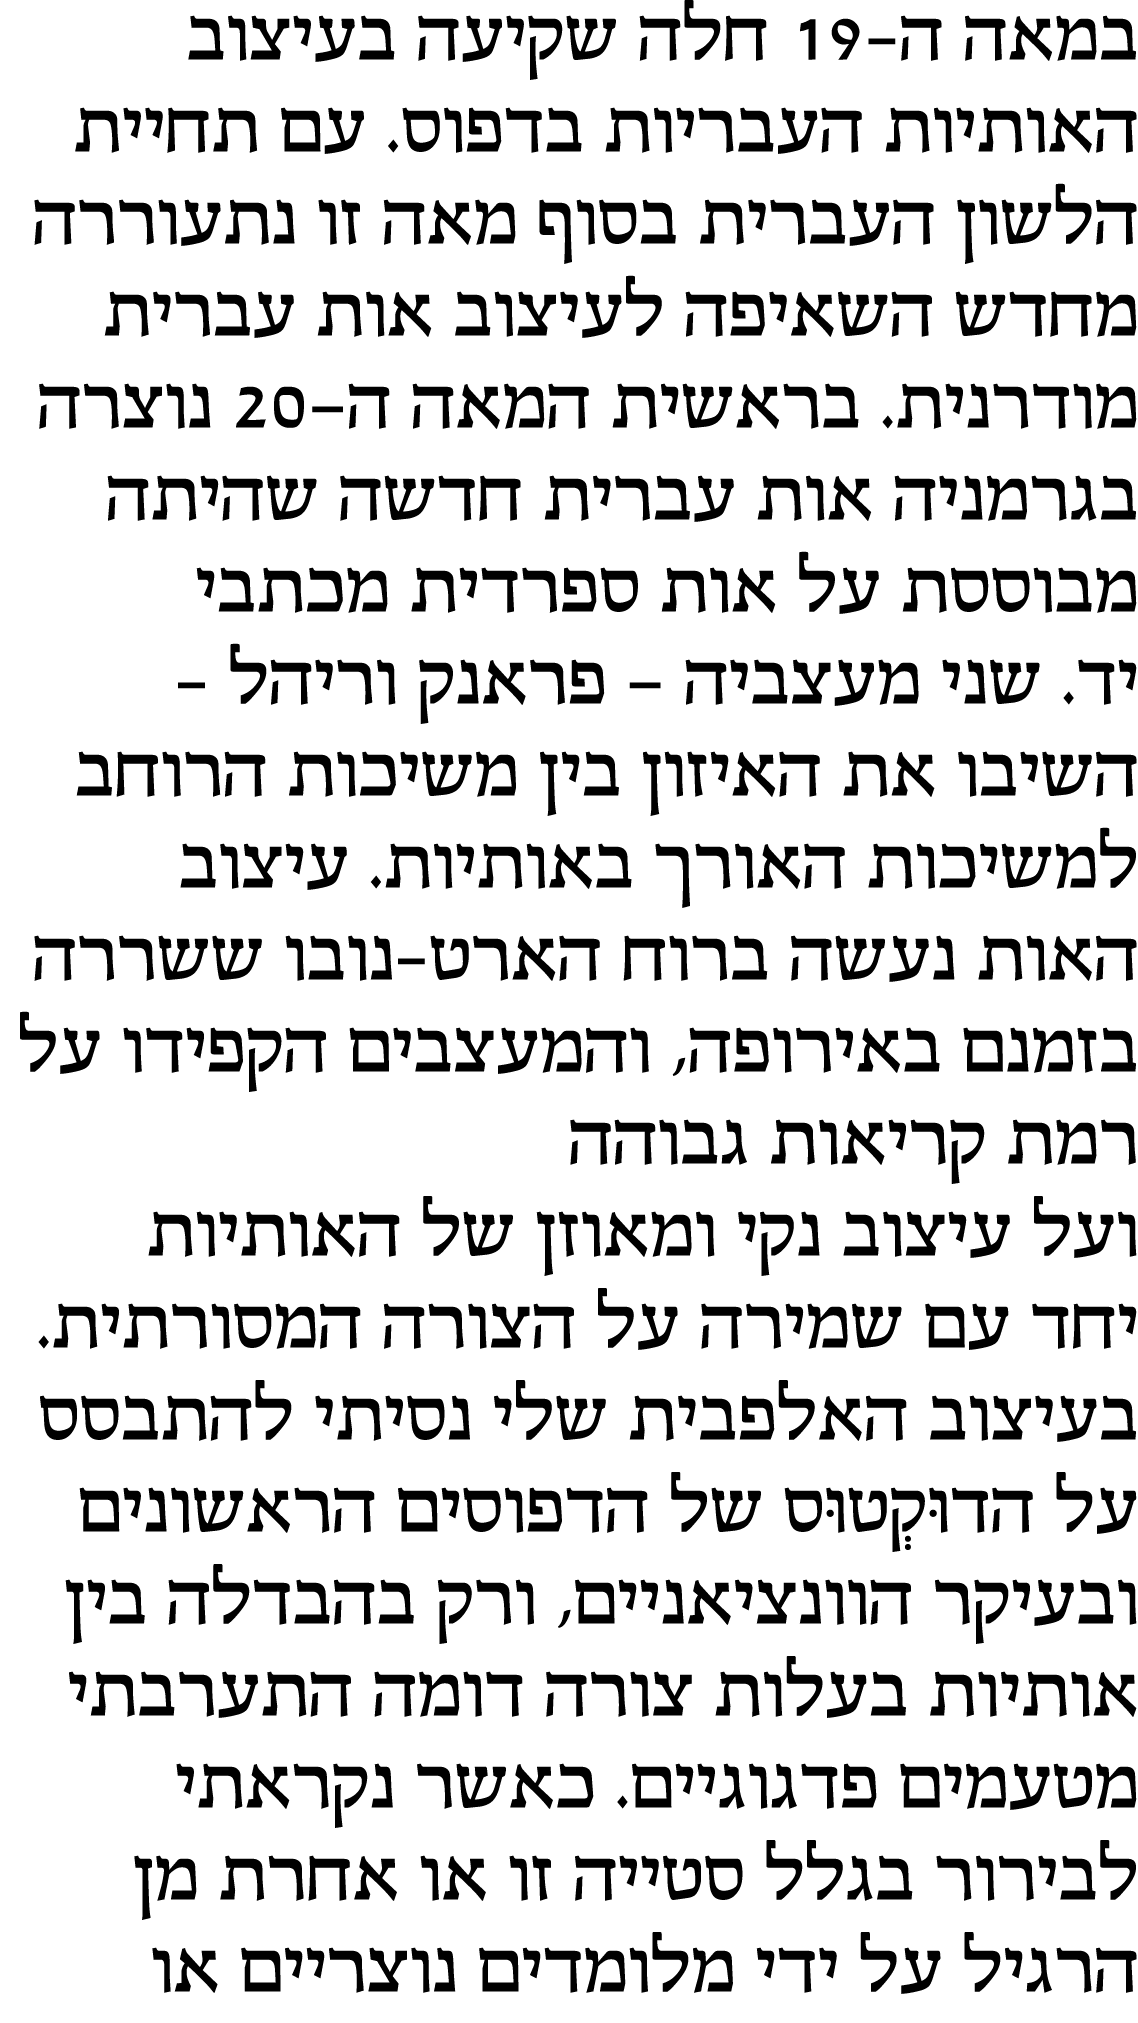 במאה ה-19 חלה שקיעה בעיצוב
האותיות העבריות בדפוס. עם תחיית
הלשון העברית בסוף מאה זו נתעוררה
מחדש השאיפה לעיצוב אות עברית
מודרנית. בראשית המאה ה-20 נוצרה
בגרמניה אות עברית חדשה שהיתה
מבוססת על אות ספרדית מכתבי
יד. שני מעצביה – פראנק וריהל –
השיבו את האיזון בין משיכות הרוחב
למשיכות האורך באותיות. עיצוב
האות נעשה ברוח הארט-נובו ששררה
בזמנם באירופה, והמעצבים הקפידו על
רמת קריאות גבוהה
ועל עיצוב נקי ומאוזן של האותיות
יחד עם שמירה על הצורה המסורתית.
בעיצוב האלפבית שלי נסיתי להתבסס
על הדוּקְטוּס של הדפוסים הראשונים
ובעיקר הוונציאניים, ורק בהבדלה בין
אותיות בעלות צורה דומה התערבתי
מטעמים פדגוגיים. כאשר נקראתי
לבירור בגלל סטייה זו או אחרת מן
הרגיל על ידי מלומדים נוצריים או